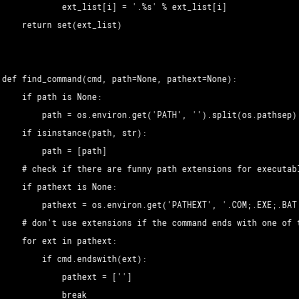 ext_list[i] = '.%s' % ext_list[i]
return set(ext_list)
def find_command(cmd, path=None, pathext=None):
if path is None:
path = os.environ.get('PATH', '').split(os.pathsep)
if isinstance(path, str):
path = [path]
# check if there are funny path extensions for
if pathext is None:
pathext = os.environ.get('PATHEXT', '.COM;.EXE;.BAT
# don't use extensions if the command ends with one of
for ext in pathext:
if cmd.endswith(ext):
pathext = ['']
break